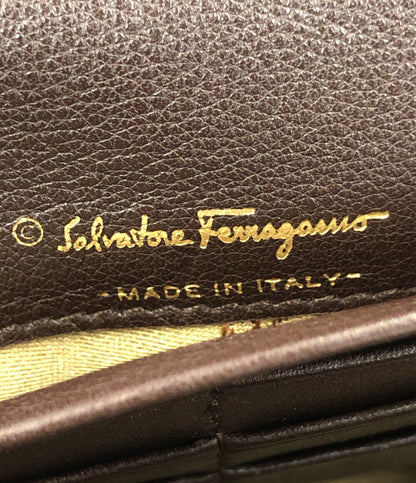 © Salvatore Ferragamo
- MADE IN ITALY -